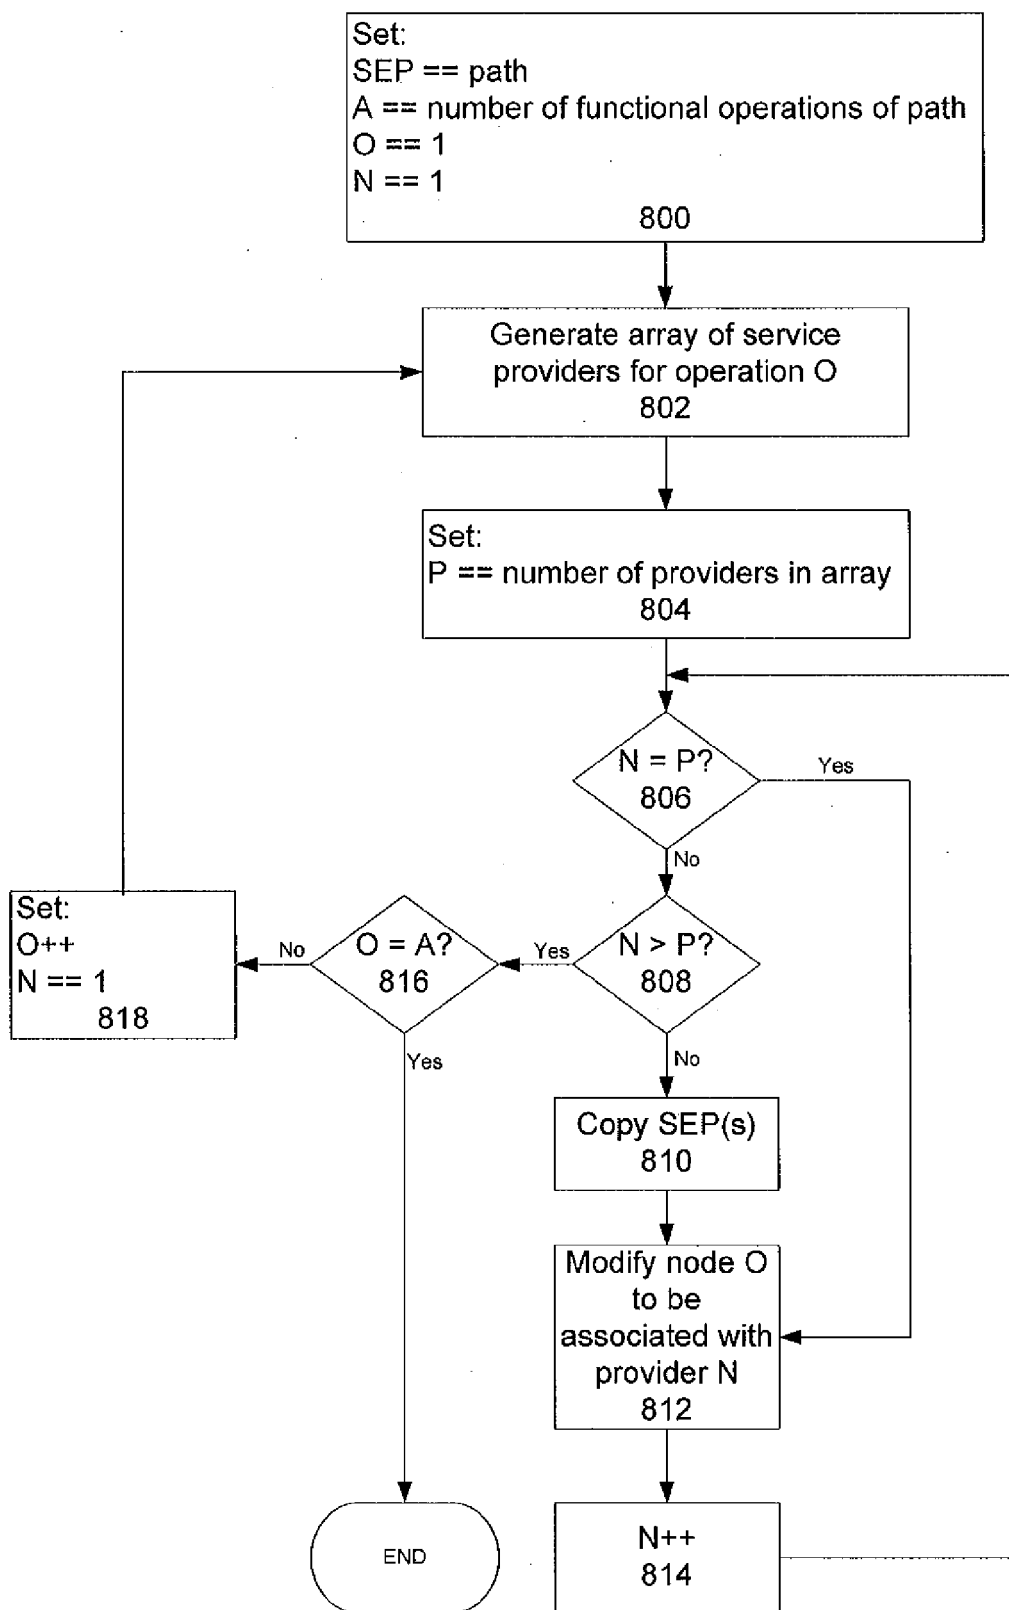 Set:
SEP == path
A == number of functional operations of path
O == 1
N == 1
800
Generate array of service
providers for operation O
802
Set:
P == number of providers in array
804
N = P?
806
Yes
No
N > P?
808
Yes
No
O = A?
816
No
Yes
Set:
O++
N == 1
818
Copy SEP(s)
810
Modify node O
to be
associated with
provider N
812
N++
814
END